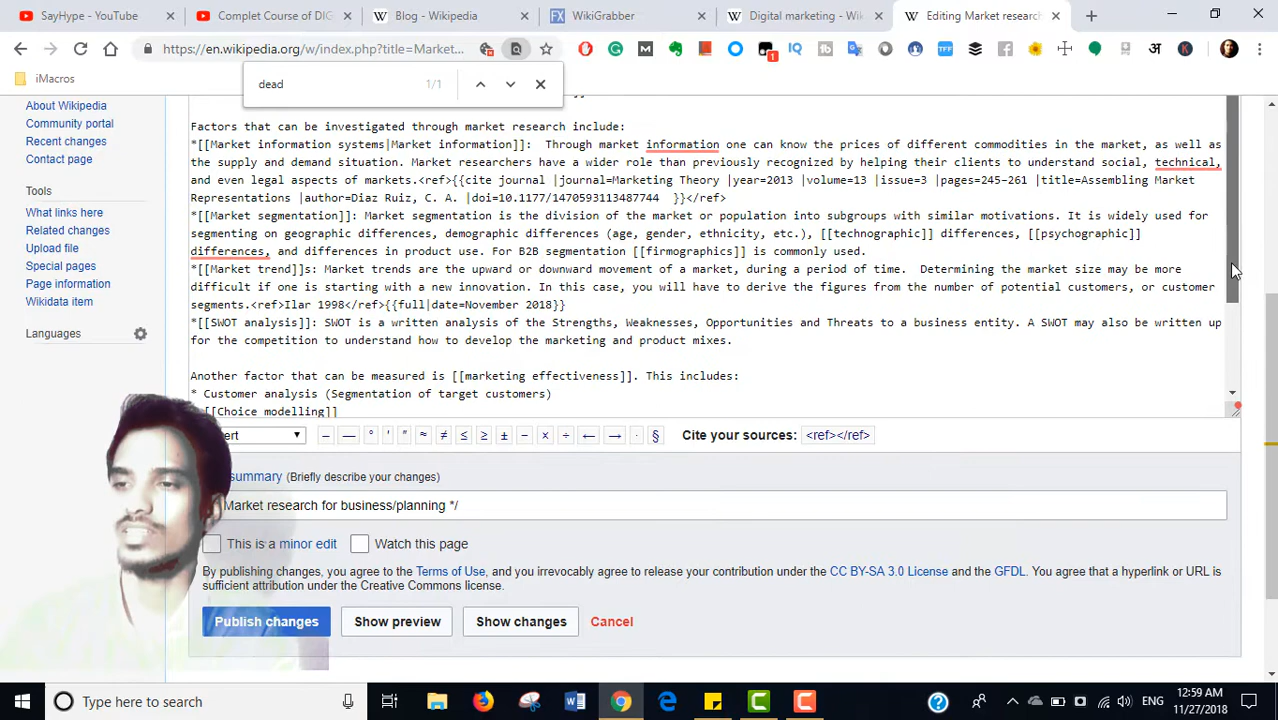 SayHype - YouTube
Complet Course of DIG
Blog - Wikipedia
WikiGrabber
Digital marketing - Wik
Editing Market research
https://en.wikipedia.org/w/index.php?title=Market...
iMacros
dead 1/1
About Wikipedia
Community portal
Recent changes
Contact page
Tools
What links here
Related changes
Upload file
Special pages
Page information
Wikidata item
Languages
Factors that can be investigated through market research include:
*[[Market information systems|Market information]]:  Through market information one can know the prices of different commodities in the market, as well as
the supply and demand situation. Market researchers have a wider role than previously recognized by helping their clients to understand social, technical,
and even legal aspects of markets.<ref>{{cite journal |journal=Marketing Theory |year=2013 |volume=13 |issue=3 |pages=245–261 |title=Assembling Market
Representations |author=Diaz Ruiz, C. A. |doi=10.1177/1470593113487744  }}</ref>
*[[Market segmentation]]: Market segmentation is the division of the market or population into subgroups with similar motivations. It is widely used for
segmenting on geographic differences, demographic differences (age, gender, ethnicity, etc.), [[technographic]] differences, [[psychographic]]
differences, and differences in product use. For B2B segmentation [[firmographics]] is commonly used.
*[[Market trend]]s: Market trends are the upward or downward movement of a market, during a period of time.  Determining the market size may be more
difficult if one is starting with a new innovation. In this case, you will have to derive the figures from the number of potential customers, or customer
segments.<ref>Ilar 1998</ref>{{full|date=November 2018}}
*[[SWOT analysis]]: SWOT is a written analysis of the Strengths, Weaknesses, Opportunities and Threats to a business entity. A SWOT may also be written up
for the competition to understand how to develop the marketing and product mixes.
Another factor that can be measured is [[marketing effectiveness]]. This includes:
* Customer analysis (Segmentation of target customers)
[[Choice modelling]]
ert – — ° ′ ″ ≈ ≠ ≤ ≥ ± − × ÷ ← → · § Cite your sources: <ref></ref>
summary (Briefly describe your changes)
Market research for business/planning */
This is a minor edit Watch this page
By publishing changes, you agree to the Terms of Use, and you irrevocably agree to release your contribution under the CC BY-SA 3.0 License and the GFDL. You agree that a hyperlink or URL is
sufficient attribution under the Creative Commons license.
Publish changes Show preview Show changes Cancel
Type here to search
ENG
12:59 AM
11/27/2018